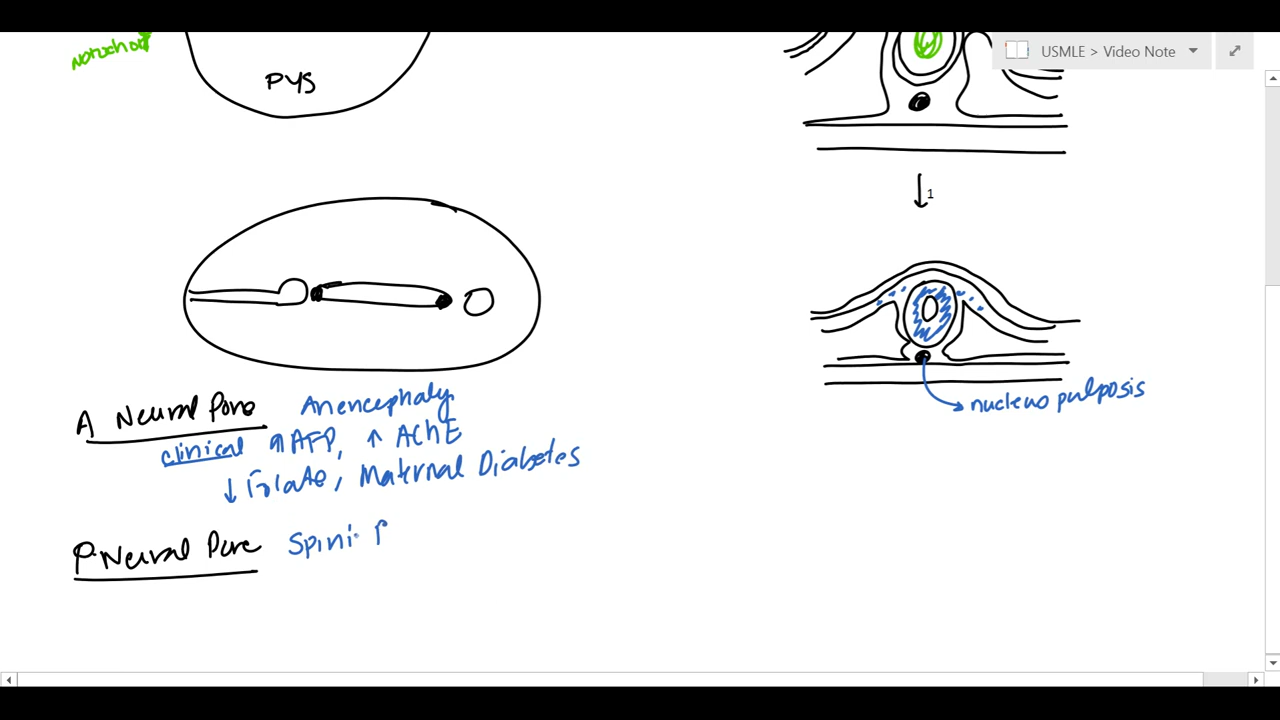 Notochord
PYS
USMLE > Video Note
1
nucleus pulposis
A Neural Pore Anencephaly
clinical ↑ AFP, ↑ AChE
↓ Folate, Maternal Diabetes
P. Neural Pore Spini